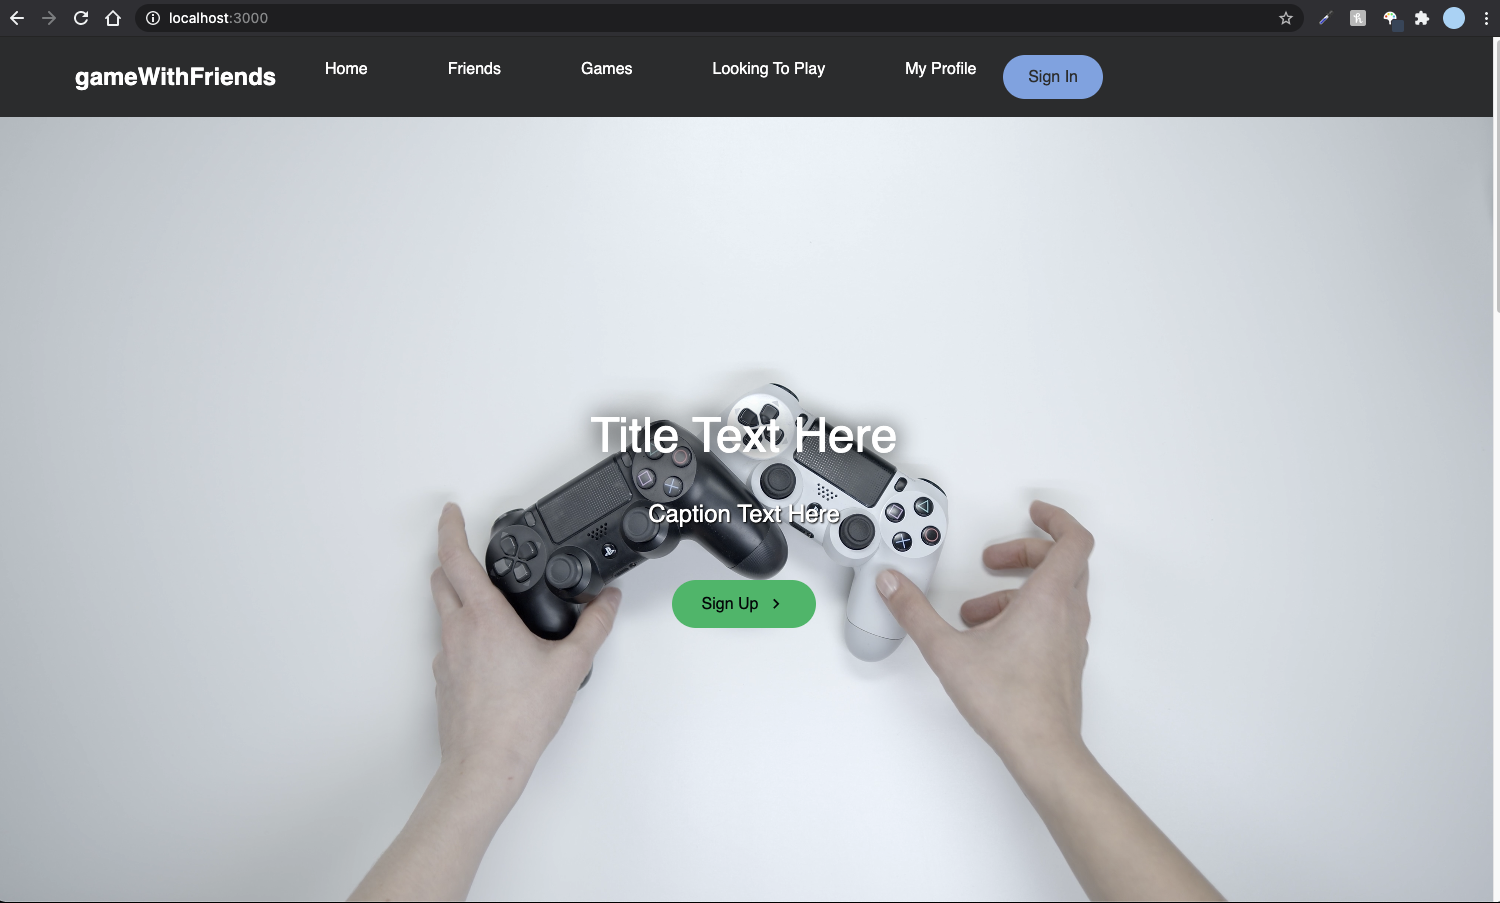 localhost:3000
gameWithFriends
Home Friends Games Looking To Play My Profile Sign In
Title Text Here
Caption Text Here
Sign Up